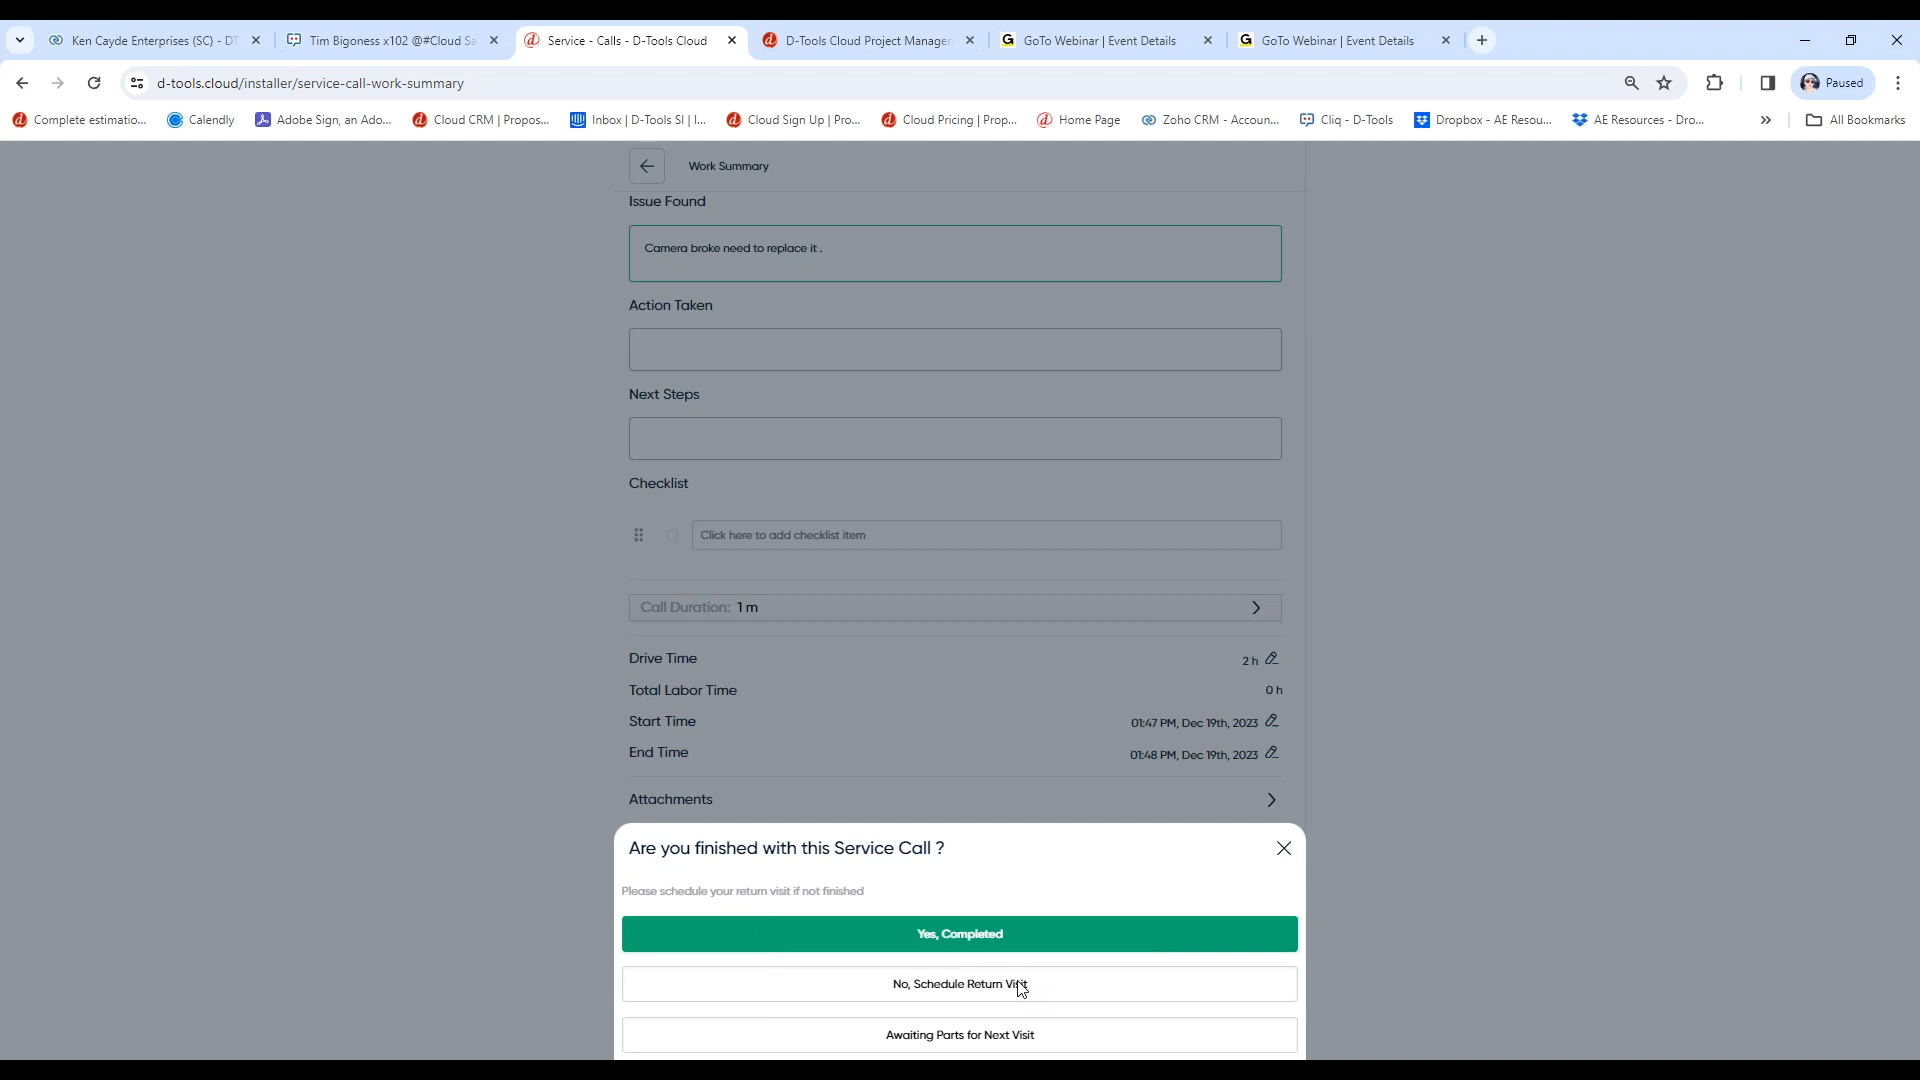 Ken Cayde Enterprises (SC) - DT
Tim Bigoness x102 @#Cloud Sa
Service - Calls - D-Tools Cloud
D-Tools Cloud Project Manager
GoTo Webinar | Event Details
GoTo Webinar | Event Details
d-tools.cloud/installer/service-call-work-summary
Paused
Complete estimatio...
Calendly
Adobe Sign, an Ado...
Cloud CRM | Propos...
Inbox | D-Tools SI | I...
Cloud Sign Up | Pro...
Cloud Pricing | Prop...
Home Page
Zoho CRM - Accoun...
Cliq - D-Tools
Dropbox - AE Resou...
AE Resources - Dro...
All Bookmarks
Work Summary
Issue Found
Camera broke need to replace it .
Action Taken
Next Steps
Checklist
Click here to add checklist item
Call Duration: 1 m
Drive Time 2 h
Total Labor Time 0 h
Start Time 01:47 PM, Dec 19th, 2023
End Time 01:48 PM, Dec 19th, 2023
Attachments
Are you finished with this Service Call ?
Please schedule your return visit if not finished
Yes, Completed
No, Schedule Return Visit
Awaiting Parts for Next Visit